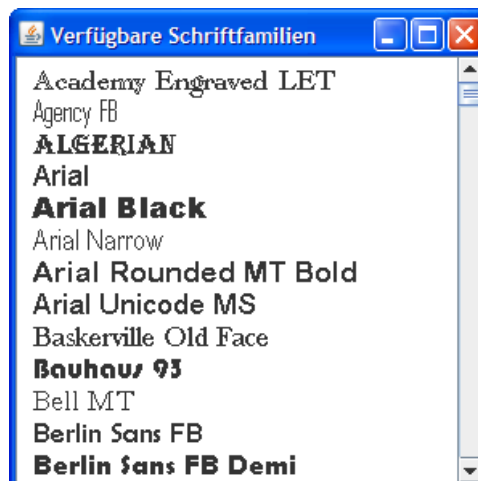 Verfügbare Schriftfamilien
Academy Engraved LET
Agency FB
ALGERIAN
Arial
Arial Black
Arial Narrow
Arial Rounded MT Bold
Arial Unicode MS
Baskerville Old Face
Bauhaus 93
Bell MT
Berlin Sans FB
Berlin Sans FB Demi